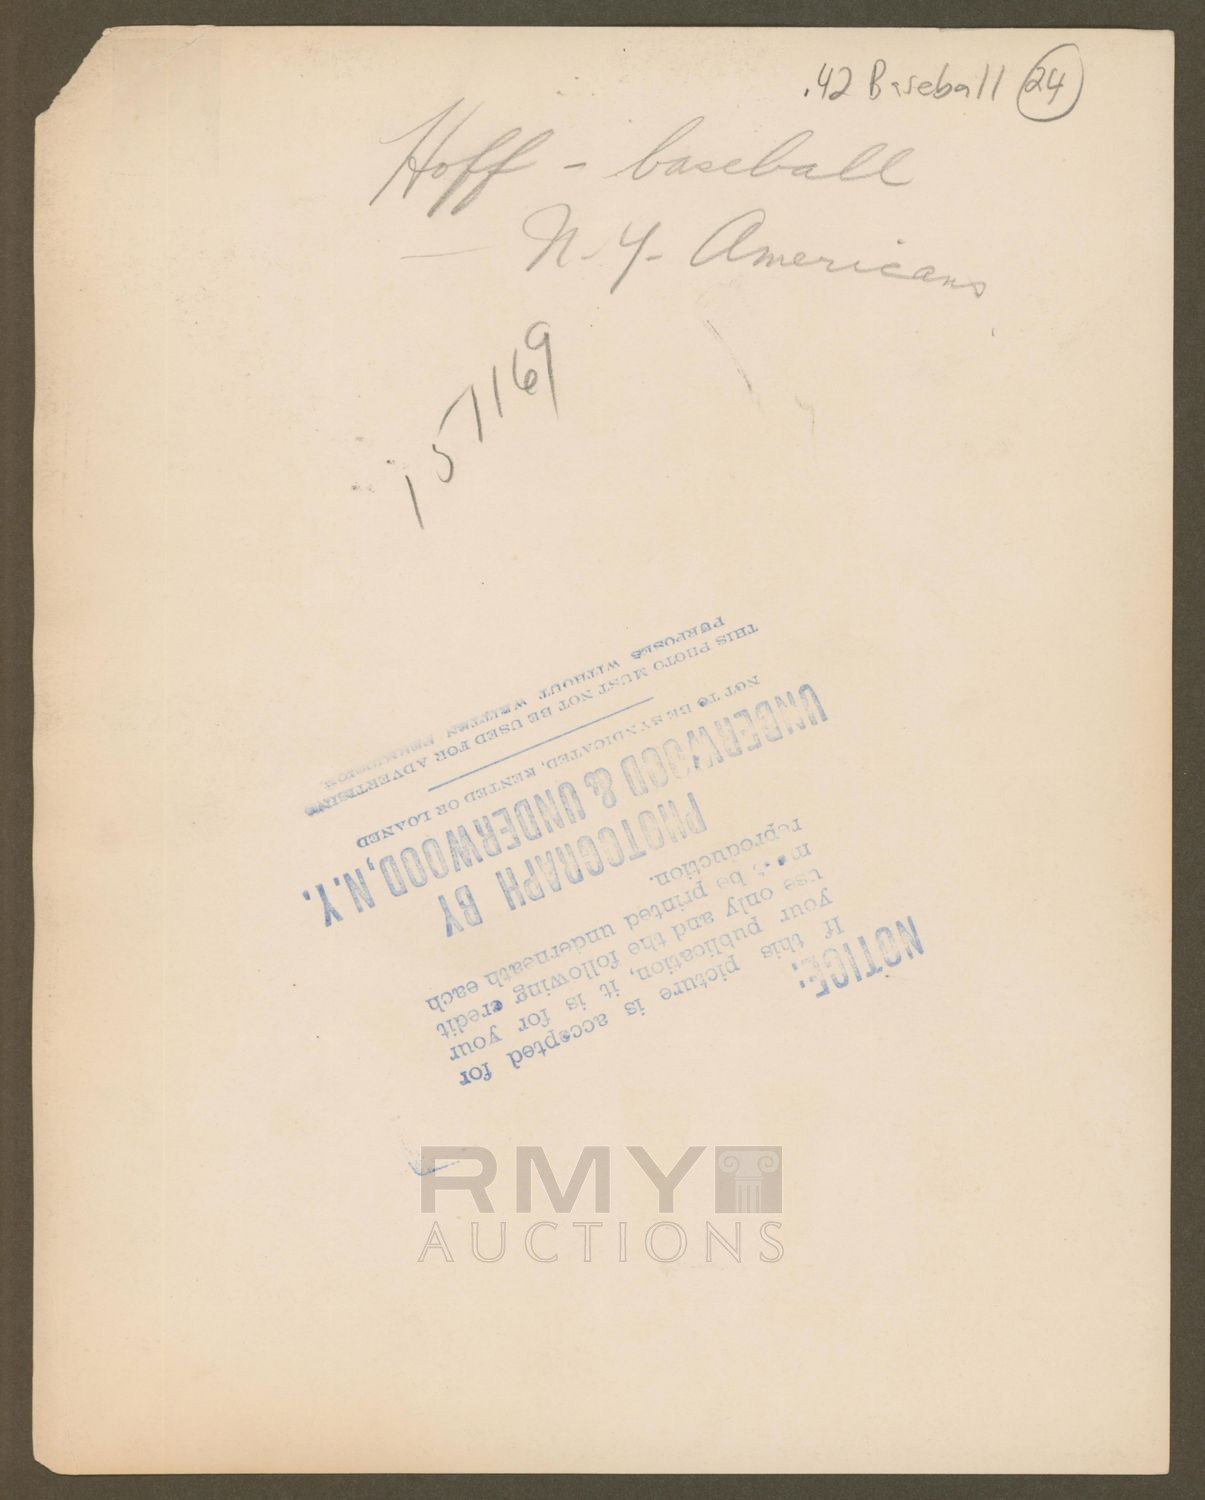 .42 Baseball 24
Hoff - baseball
- N.Y. Americans
157169
NOTICE:
If this picture is accepted for
your publication, it is for your
use only and the following credit
be printed underneath each
reproduction.
PHOTOGRAPH BY
UNDERWOOD & UNDERWOOD, N.Y.
NOT TO BE SYNDICATED, RENTED OR LOANED
THIS PHOTO MUST NOT BE USED FOR ADVERTISING
PURPOSES WITHOUT WRITTEN PERMISSION
RMY
AUCTIONS